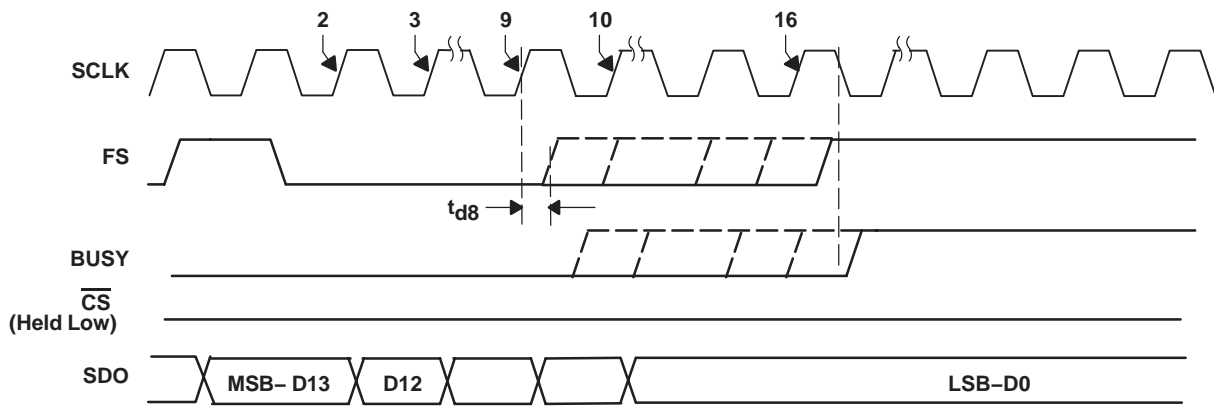 2 3 9 10 16
SCLK
FS
td8
BUSY
CS
(Held Low)
SDO MSB– D13 D12 LSB–D0